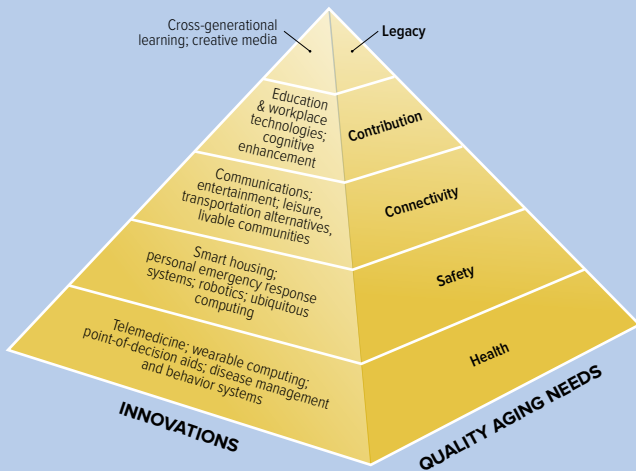 Cross-generational
learning; creative media
Legacy
Education
& workplace
technologies;
cognitive
enhancement
Contribution
Communications;
entertainment; leisure,
transportation alternatives,
livable communities
Connectivity
Smart housing;
personal emergency response
systems; robotics; ubiquitous
computing
Safety
Telemedicine; wearable computing;
point-of-decision aids; disease management
and behavior systems
Health
INNOVATIONS
QUALITY AGING NEEDS